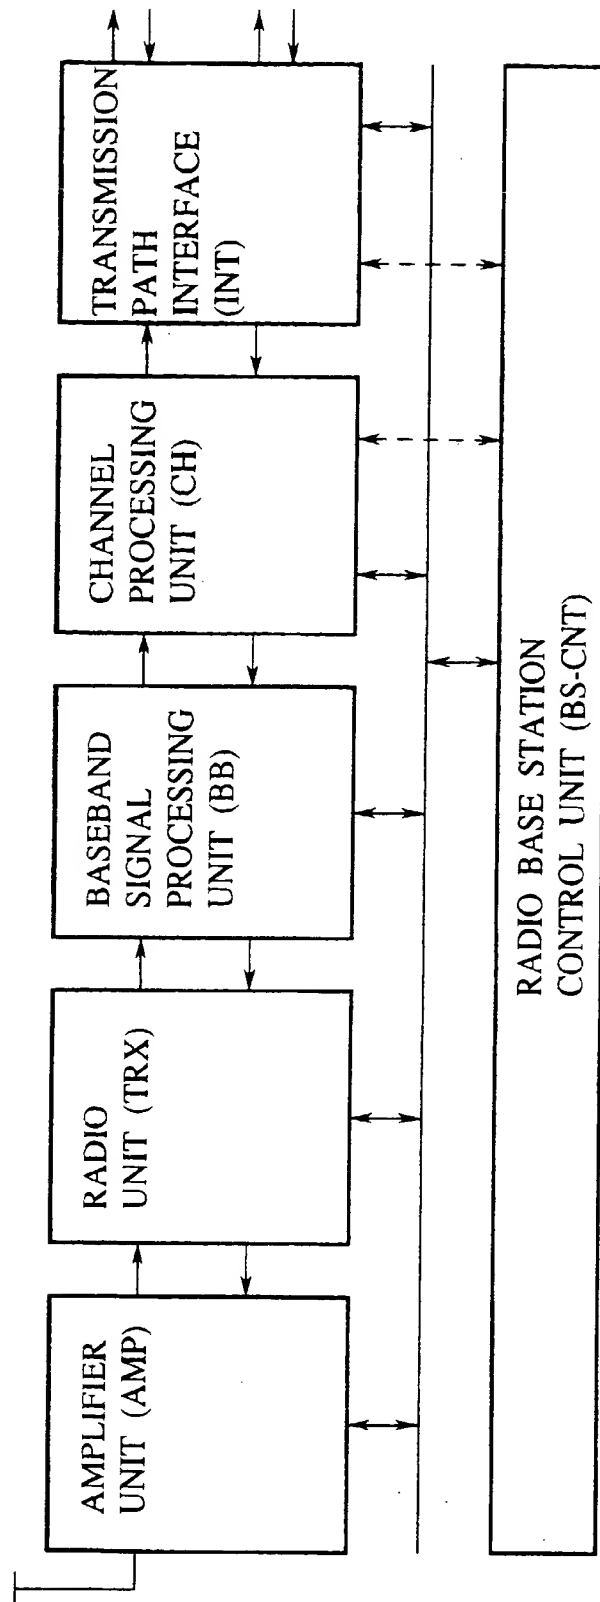 AMPLIFIER
UNIT (AMP)
RADIO
UNIT (TRX)
BASEBAND
SIGNAL
PROCESSING
UNIT (BB)
CHANNEL
PROCESSING
UNIT (CH)
TRANSMISSION
PATH
INTERFACE
(INT)
RADIO BASE STATION
CONTROL UNIT (BS-CNT)